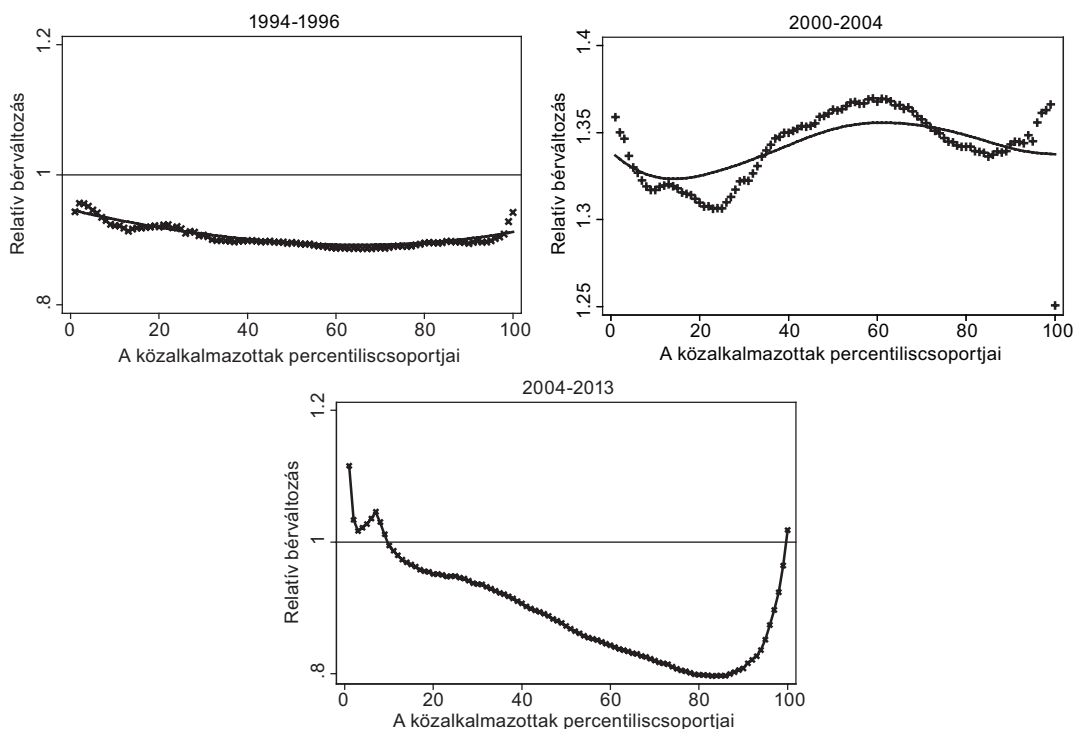 1994-1996
Relatív bérváltozás
1.2
1
.8
0 20 40 60 80 100
A közalkalmazottak percentiliscsoportjai
2000-2004
Relatív bérváltozás
1.4
1.35
1.3
1.25
0 20 40 60 80 100
A közalkalmazottak percentiliscsoportjai
2004-2013
Relatív bérváltozás
1.2
1
.8
0 20 40 60 80 100
A közalkalmazottak percentiliscsoportjai